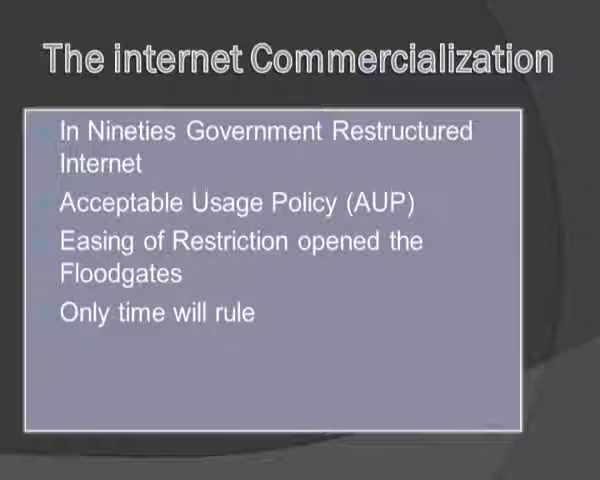 The internet Commercialization
In Nineties Government Restructured
Internet
Acceptable Usage Policy (AUP)
Easing of Restriction opened the
Floodgates
Only time will rule